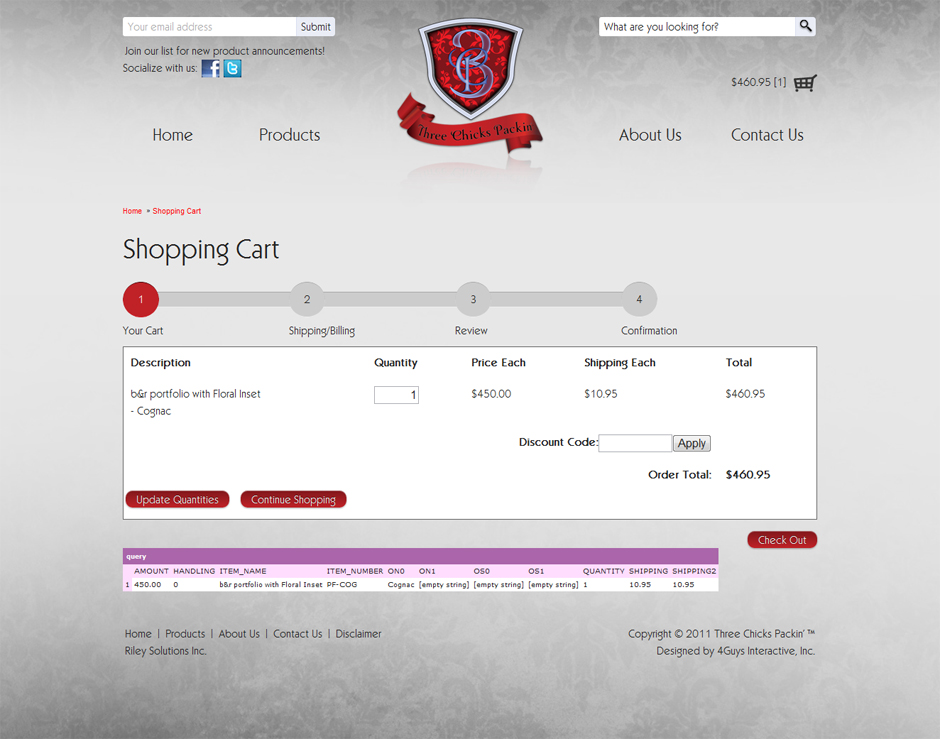 Your email address Submit
What are you looking for?
Join our list for new product announcements!
Socialize with us:
$460.95 [1]
Three Chicks Packin'
Home Products About Us Contact Us
Home » Shopping Cart
Shopping Cart
1 2 3 4
Your Cart Shipping/Billing Review Confirmation
Description Quantity Price Each Shipping Each Total
b&r portfolio with Floral Inset 1 $450.00 $10.95 $460.95
- Cognac
Discount Code: Apply
Order Total: $460.95
Update Quantities Continue Shopping
Check Out
query
AMOUNT HANDLING ITEM_NAME ITEM_NUMBER ON0 ON1 OS0 OS1 QUANTITY SHIPPING SHIPPING2
1 450.00 0 b&r portfolio with Floral Inset PF-COG Cognac [empty string] [empty string] [empty string] 1 10.95 10.95
Home | Products | About Us | Contact Us | Disclaimer
Copyright © 2011 Three Chicks Packin' ™
Riley Solutions Inc.
Designed by 4Guys Interactive, Inc.